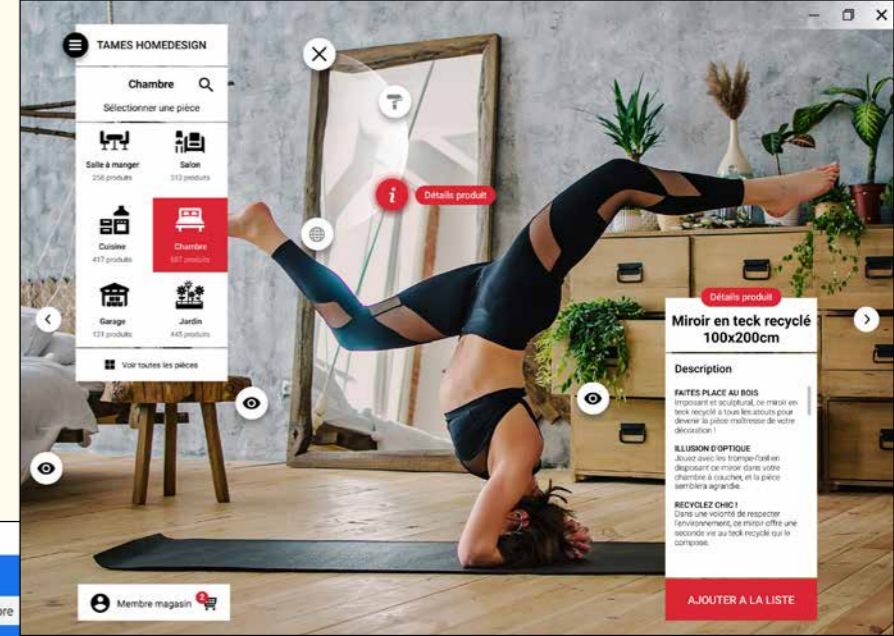 TAMES HOMEDESIGN
Chambre
Sélectionner une pièce
Salle à manger
256 produits
Salon
312 produits
Cuisine
417 produits
Chambre
557 produits
Garage
121 produits
Jardin
445 produits
Voir toutes les pièces
i
Détails produit
Détails produit
Miroir en teck recyclé
100x200cm
Description
FAITES PLACE AU BOIS
Imposant et sculptural, ce miroir en
teck recyclé a tous les atouts pour
devenir la pièce maîtresse de votre
décoration !
ILLUSION D'OPTIQUE
Jouez avec les trompe-l'œil en
disposant ce miroir dans votre
chambre à coucher, et la pièce
semblera agrandie.
RECYCLEZ CHIC !
Dans une volonté de respecter
l'environnement, ce miroir offre une
seconde vie au teck recyclé qui le
compose.
AJOUTER A LA LISTE
Membre magasin
2